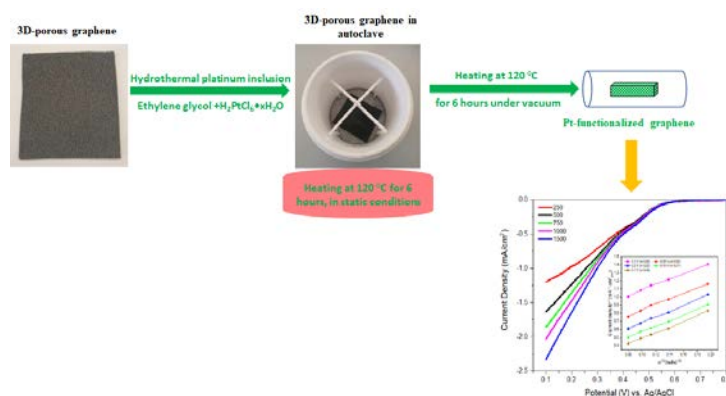 3D-porous graphene
3D-porous graphene in
autoclave
Hydrothermal platinum inclusion
Ethylene glycol +H₂PtCl₆•xH₂O
Heating at 120 °C
for 6 hours under vacuum
Pt-functionalized graphene
Heating at 120 °C for 6
hours, in static conditions
Current Density (mA/cm²)
0.0
-0.5
-1.0
-1.5
-2.0
-2.5
250
500
750
1000
1500
0.1 0.2 0.3 0.4 0.5 0.6 0.7
Potential (V) vs. Ag/AgCl